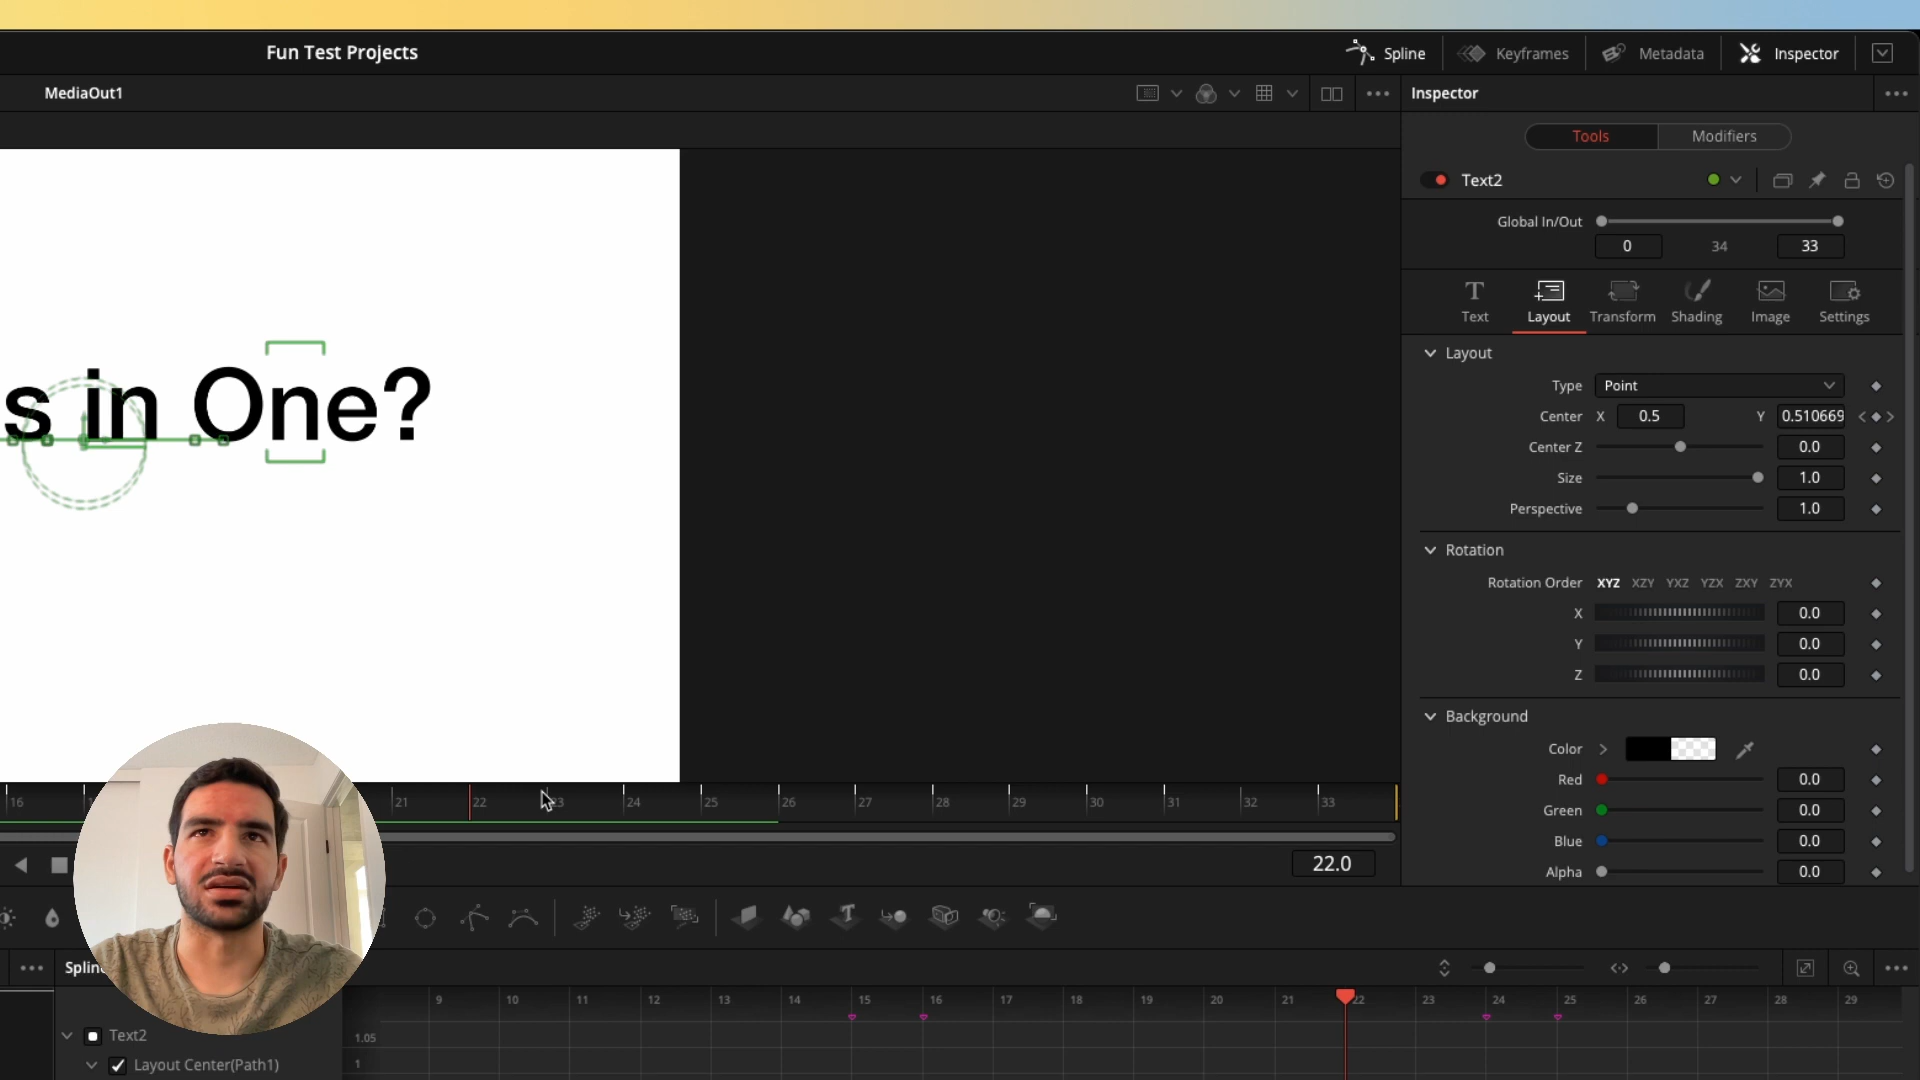 Fun Test Projects
Spline
Keyframes
Metadata
Inspector
MediaOut1
Inspector
Tools
Modifiers
Text2
Global In/Out
0
34
33
Text
Layout
Transform
Shading
Image
Settings
Layout
Type
Point
Center
X
0.5
Y
0.510669
Center Z
0.0
Size
1.0
Perspective
1.0
Rotation
Rotation Order
XYZ XZY YXZ YZX ZXY ZYX
X
0.0
Y
0.0
Z
0.0
Background
Color
Red
0.0
Green
0.0
Blue
0.0
Alpha
0.0
s in One?
16
21 22 23 24 25 26 27 28 29 30 31 32 33
22.0
9 10 11 12 13 14 15 16 17 18 19 20 21 22 23 24 25 26 27 28 29
Text2
1.05
Layout Center(Path1)
1